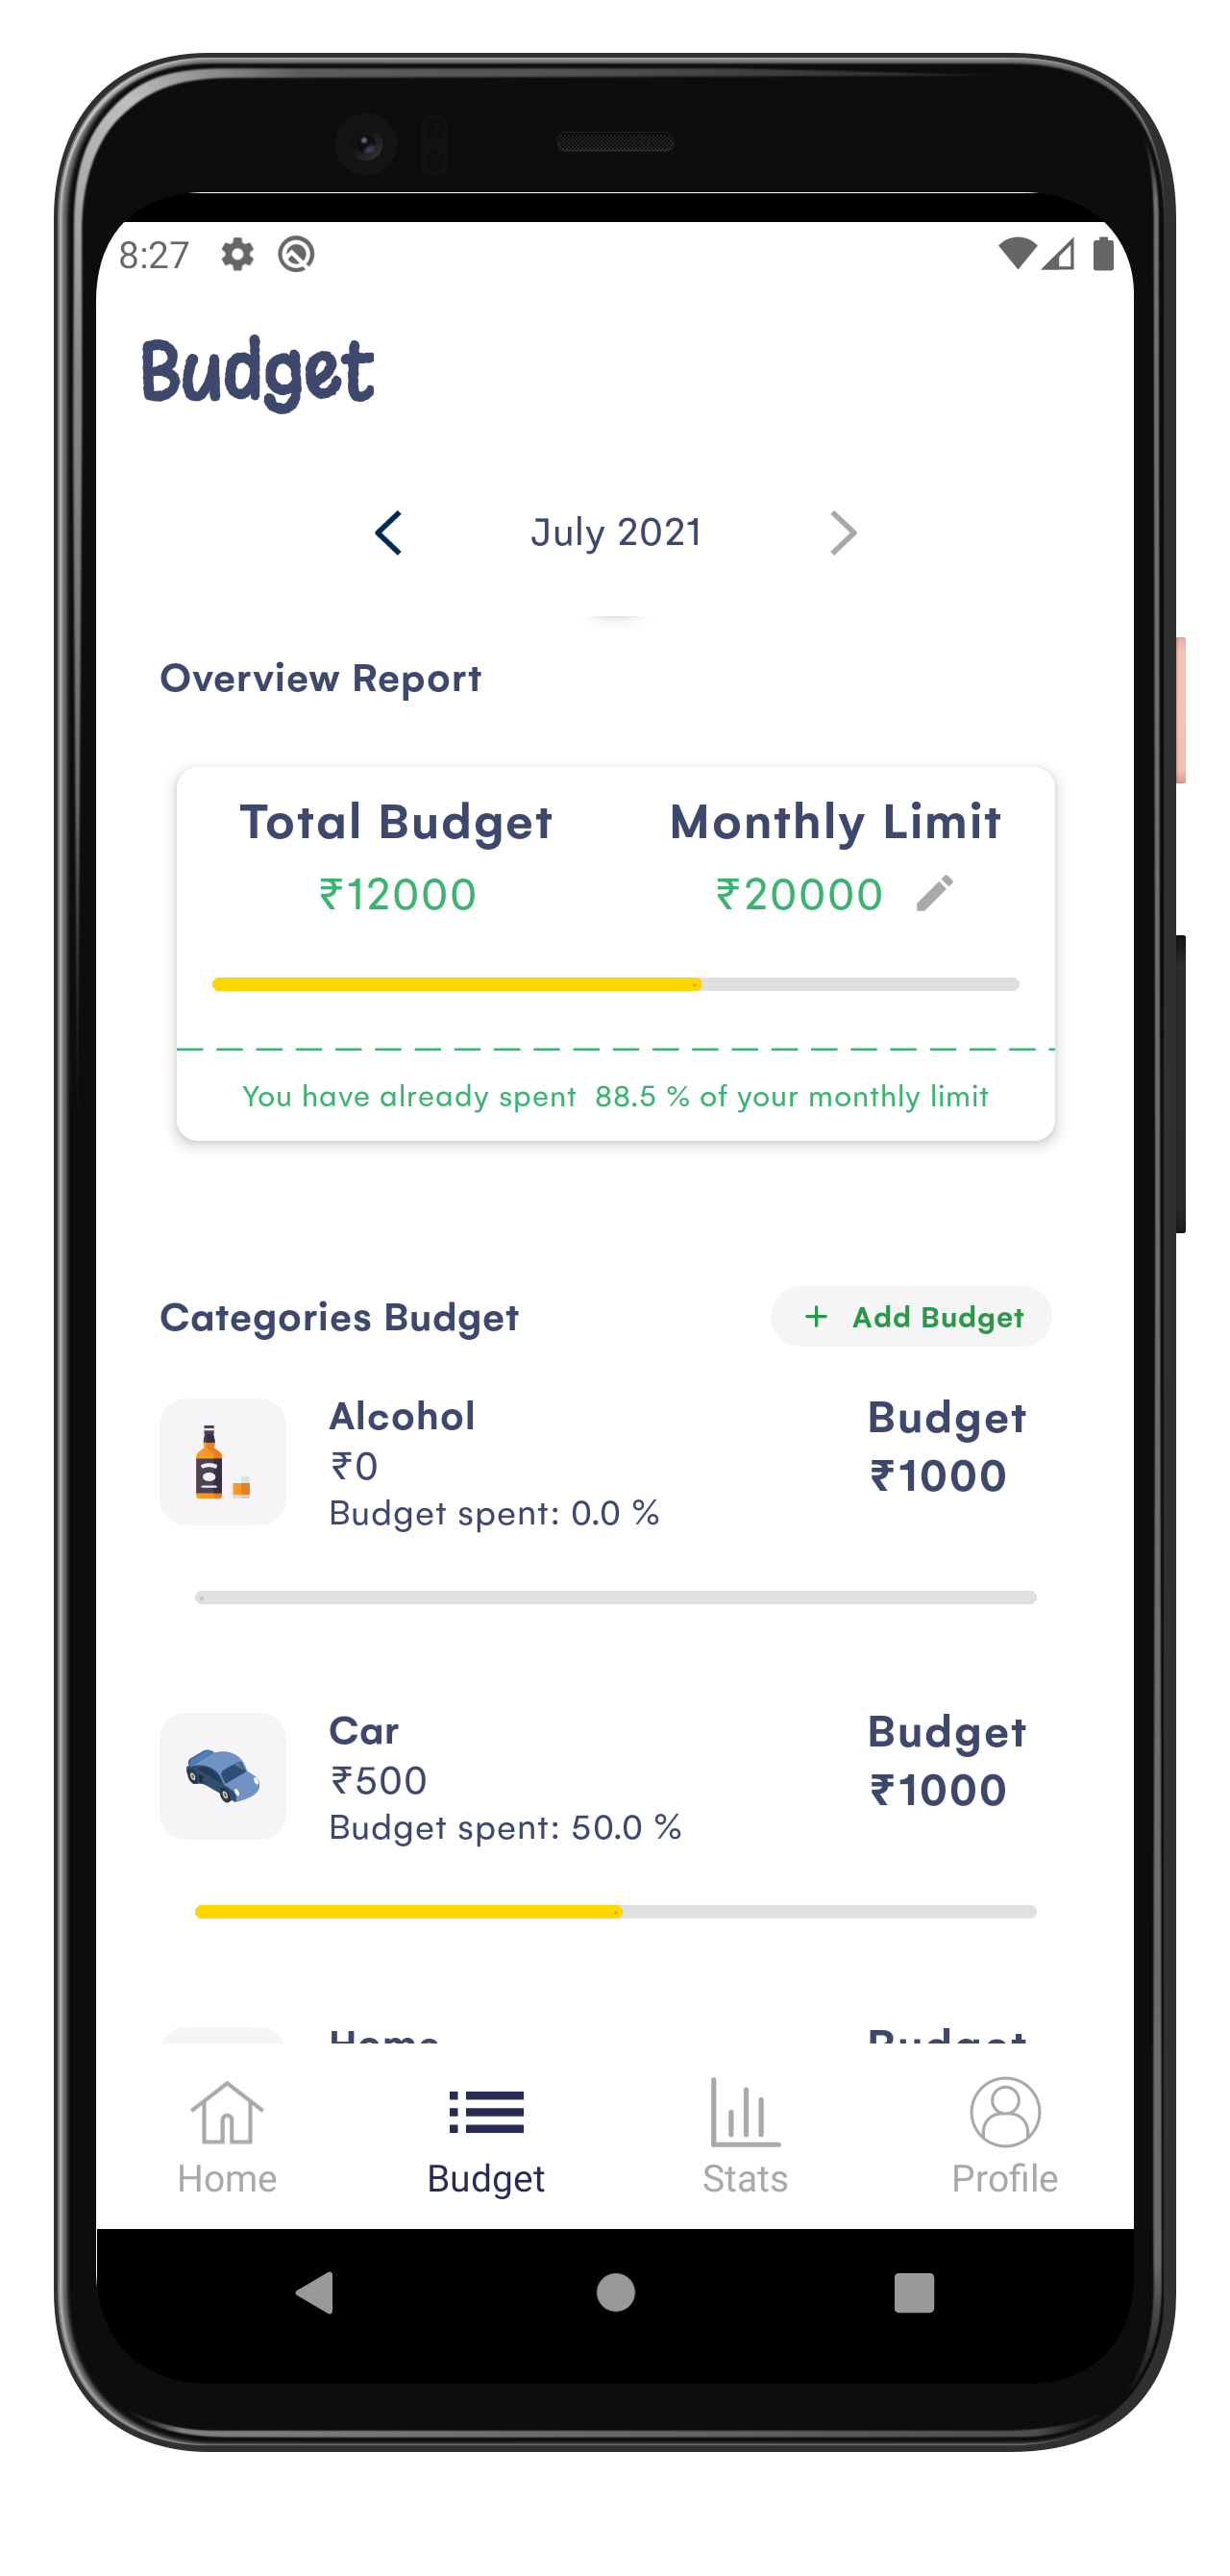 8:27
Budget
July 2021
Overview Report
Total Budget Monthly Limit
₹12000 ₹20000
You have already spent 88.5 % of your monthly limit
Categories Budget + Add Budget
Alcohol Budget
₹0 ₹1000
Budget spent: 0.0 %
Car Budget
₹500 ₹1000
Budget spent: 50.0 %
Home Budget
Home Budget Stats Profile